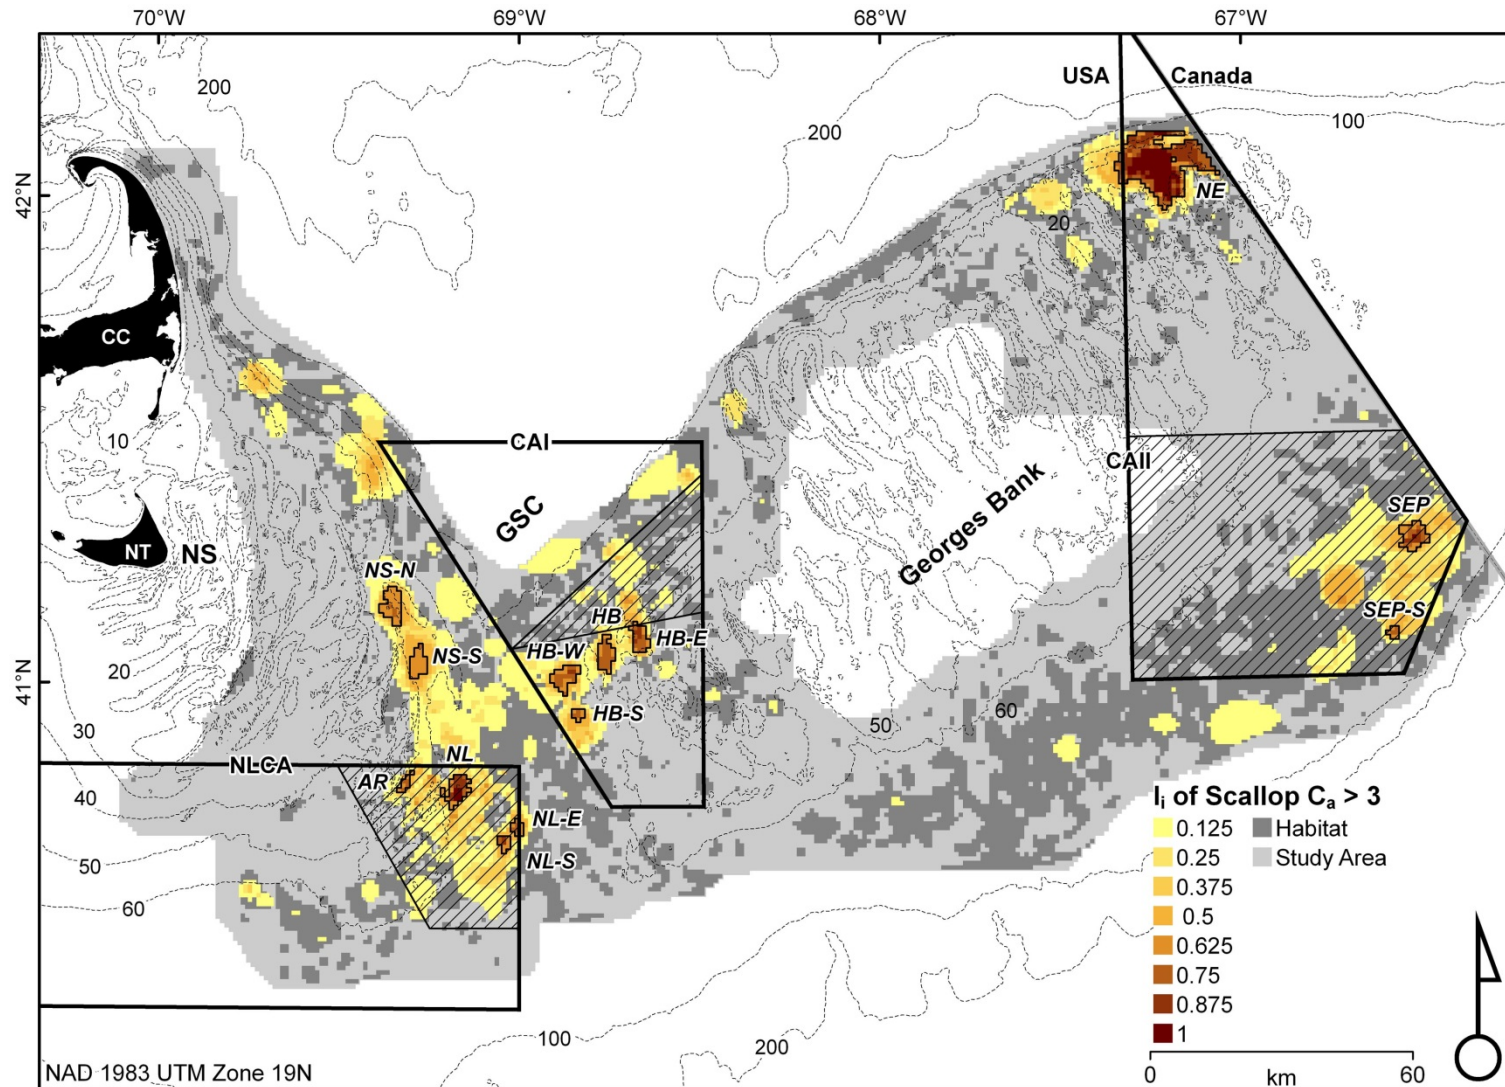 70°W
69°W
68°W
67°W
200
USA
Canada
200
100
42°N
NE
20
CC
10
CAI
CAII
GSC
SEP
NT
NS
Georges Bank
NS-N
HB
SEP-S
HB-E
HB-W
NS-S
20
41°N
HB-S
50
60
30
NL
NLCA
AR
40
NL-E
NL-S
50
60
100
200
Ii of Scallop Ca > 3
0.125
Habitat
0.25
Study Area
0.375
0.5
0.625
0.75
0.875
1
0
km
60
NAD 1983 UTM Zone 19N